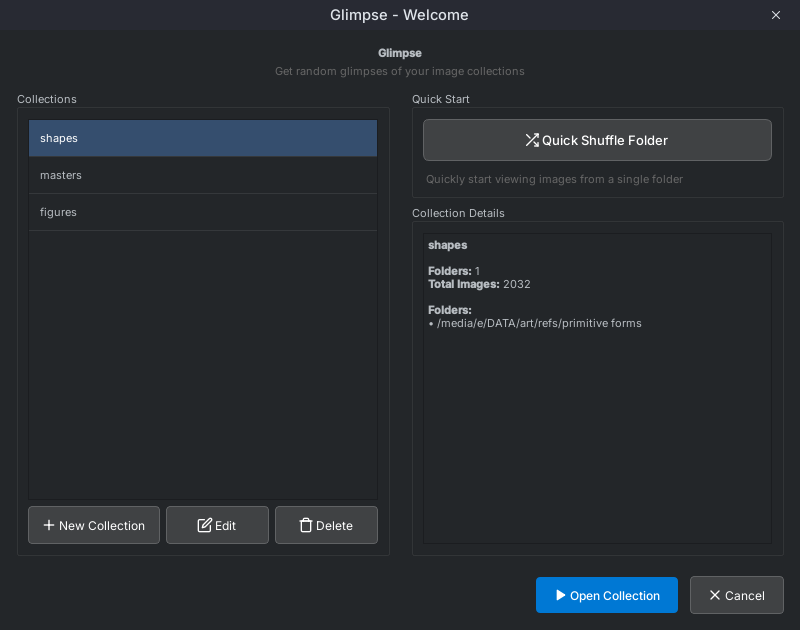 Glimpse - Welcome
Glimpse
Get random glimpses of your image collections
Collections
shapes
masters
figures
New Collection
Edit
Delete
Quick Start
Quick Shuffle Folder
Quickly start viewing images from a single folder
Collection Details
shapes
Folders: 1
Total Images: 2032
Folders:
• /media/e/DATA/art/refs/primitive forms
Open Collection
Cancel